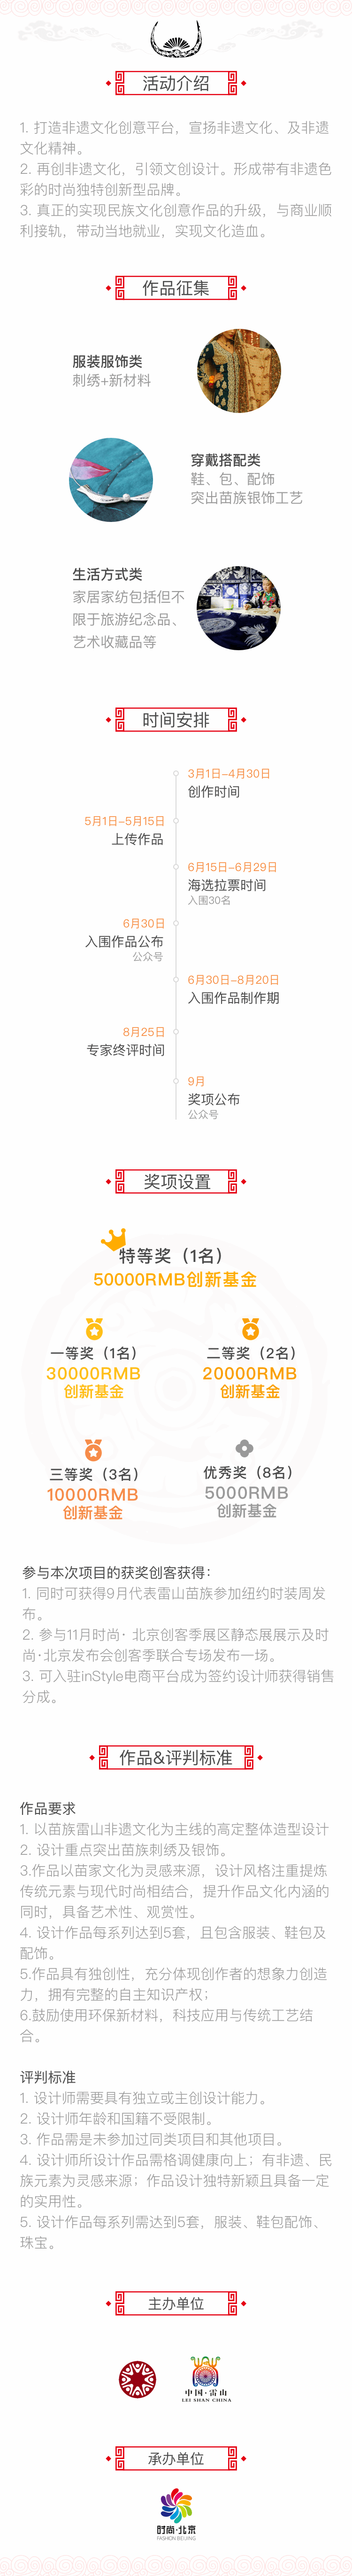 活动介绍
1. 打造非遗文化创意平台，宣扬非遗文化、及非遗
文化精神。
2. 再创非遗文化，引领文创设计。形成带有非遗色
彩的时尚独特创新型品牌。
3. 真正的实现民族文化创意作品的升级，与商业顺
利接轨，带动当地就业，实现文化造血。
作品征集
服装服饰类
刺绣+新材料
穿戴搭配类
鞋、包、配饰
突出苗族银饰工艺
生活方式类
家居家纺包括但不
限于旅游纪念品、
艺术收藏品等
时间安排
3月1日-4月30日
创作时间
5月1日-5月15日
上传作品
6月15日-6月29日
海选拉票时间
入围30名
6月30日
入围作品公布
公众号
6月30日-8月20日
入围作品制作期
8月25日
专家终评时间
9月
奖项公布
公众号
奖项设置
特等奖（1名）
50000RMB创新基金
一等奖（1名）
30000RMB
创新基金
二等奖（2名）
20000RMB
创新基金
三等奖（3名）
10000RMB
创新基金
优秀奖（8名）
5000RMB
创新基金
参与本次项目的获奖创客获得：
1. 同时可获得9月代表雷山苗族参加纽约时装周发
布。
2. 参与11月时尚·北京创客季展区静态展展示及时
尚·北京发布会创客季联合专场发布一场。
3. 可入驻inStyle电商平台成为签约设计师获得销售
分成。
作品&评判标准
作品要求
1. 以苗族雷山非遗文化为主线的高定整体造型设计
2. 设计重点突出苗族刺绣及银饰。
3.作品以苗家文化为灵感来源，设计风格注重提炼
传统元素与现代时尚相结合，提升作品文化内涵的
同时，具备艺术性、观赏性。
4. 设计作品每系列达到5套，且包含服装、鞋包及
配饰。
5.作品具有独创性，充分体现创作者的想象力创造
力，拥有完整的自主知识产权；
6.鼓励使用环保新材料，科技应用与传统工艺结
合。
评判标准
1. 设计师需要具有独立或主创设计能力。
2. 设计师年龄和国籍不受限制。
3. 作品需是未参加过同类项目和其他项目。
4. 设计师所设计作品需格调健康向上；有非遗、民
族元素为灵感来源；作品设计独特新颖且具备一定
的实用性。
5. 设计作品每系列需达到5套，服装、鞋包配饰、
珠宝。
主办单位
中国·雷山
LEI SHAN CHINA
承办单位
时尚·北京
FASHION BEIJING